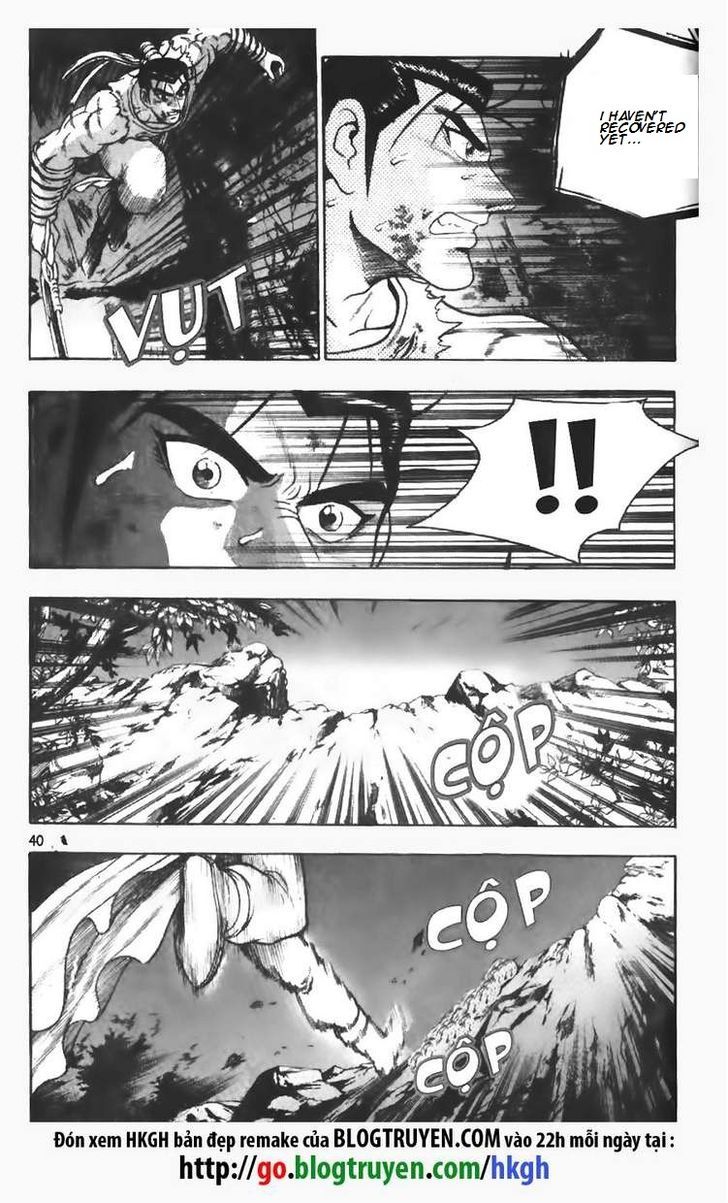 I HAVEN'T
RECOVERED
YET...
VỤT
!!
CỘP
40
CỘP
CỘP
Đón xem HKGH bản đẹp remake của BLOGTRUYEN.COM vào 22h mỗi ngày tại :
http://go.blogtruyen.com/hkgh